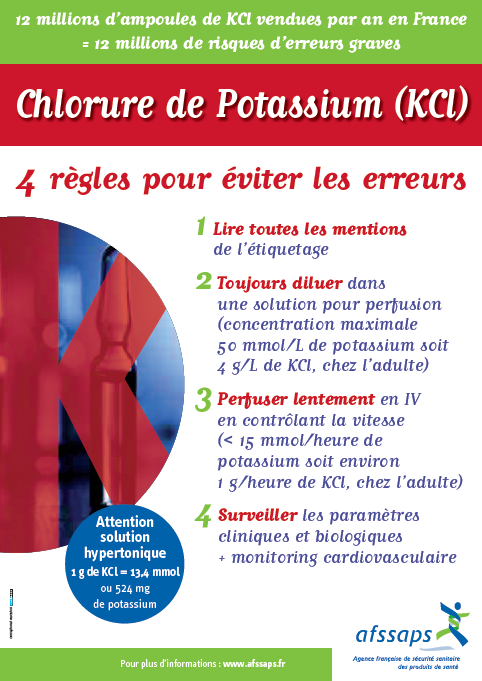 12 millions d'ampoules de KCl vendues par an en France
= 12 millions de risques d'erreurs graves
Chlorure de Potassium (KCl)
4 règles pour éviter les erreurs
1 Lire toutes les mentions
de l'étiquetage
2 Toujours diluer dans
une solution pour perfusion
(concentration maximale
50 mmol/L de potassium soit
4 g/L de KCl, chez l'adulte)
3 Perfuser lentement en IV
en contrôlant la vitesse
(< 15 mmol/heure de
potassium soit environ
1 g/heure de KCl, chez l'adulte)
4 Surveiller les paramètres
cliniques et biologiques
+ monitoring cardiovasculaire
Attention
solution
hypertonique
1 g de KCl = 13,4 mmol
ou 524 mg
de potassium
afssaps
Agence française de sécurité sanitaire
des produits de santé
Pour plus d'informations : www.afssaps.fr